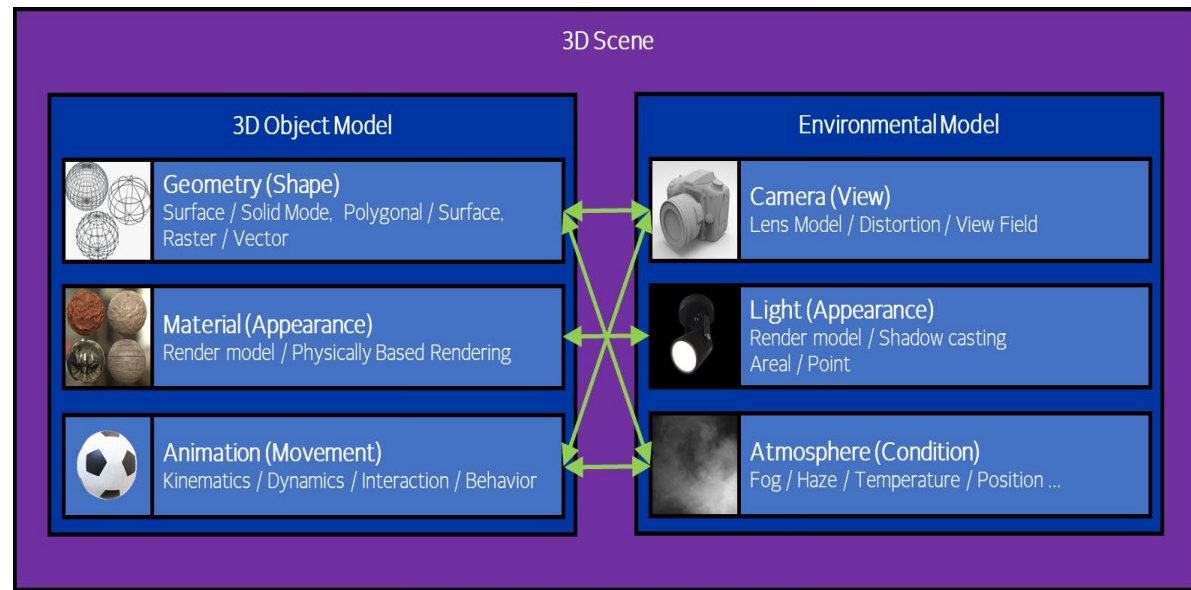 3D Scene
3D Object Model
Geometry (Shape)
Surface / Solid Mode, Polygonal / Surface,
Raster / Vector
Material (Appearance)
Render model / Physically Based Rendering
Animation (Movement)
Kinematics / Dynamics / Interaction / Behavior
Environmental Model
Camera (View)
Lens Model / Distortion / View Field
Light (Appearance)
Render model / Shadow casting
Areal / Point
Atmosphere (Condition)
Fog / Haze / Temperature / Position ...